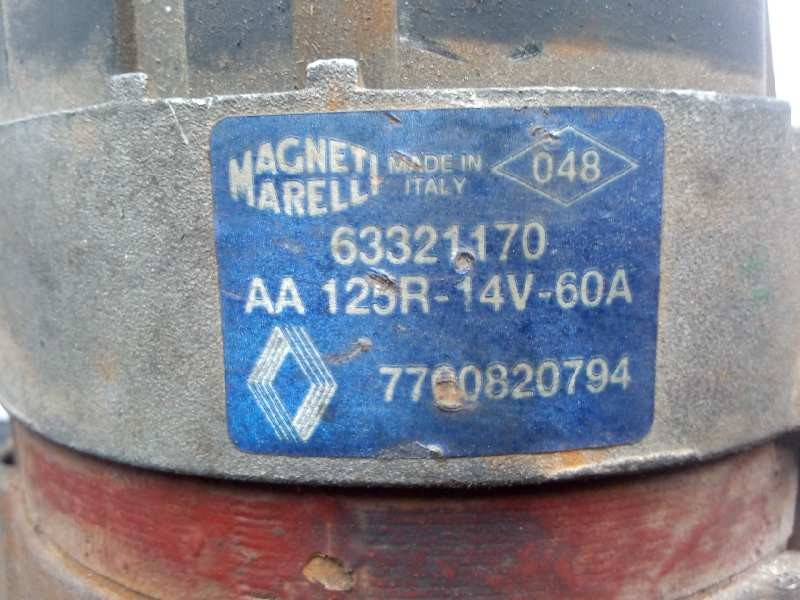 MAGNETI MARELLI MADE IN ITALY 048
63321170
AA 125R-14V-60A
7700820794